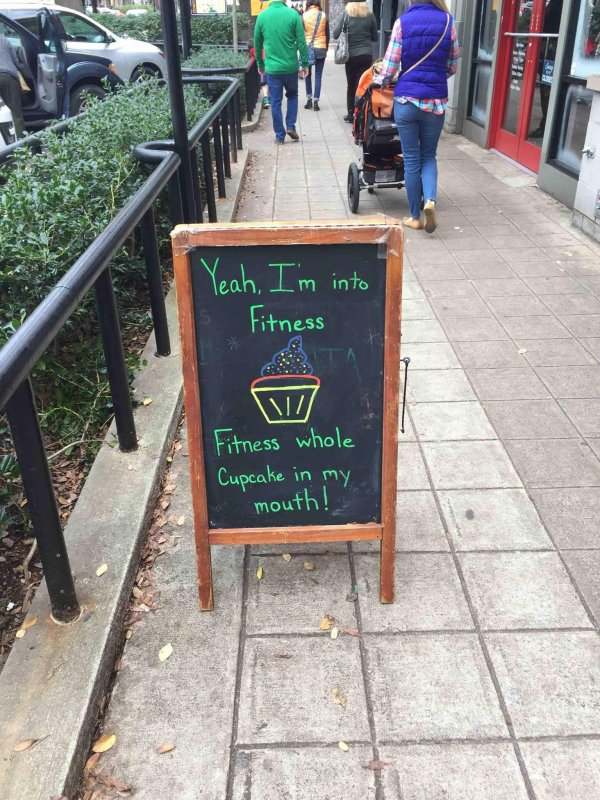 Yeah, I'm into
Fitness
Fitness whole
Cupcake in my
mouth!